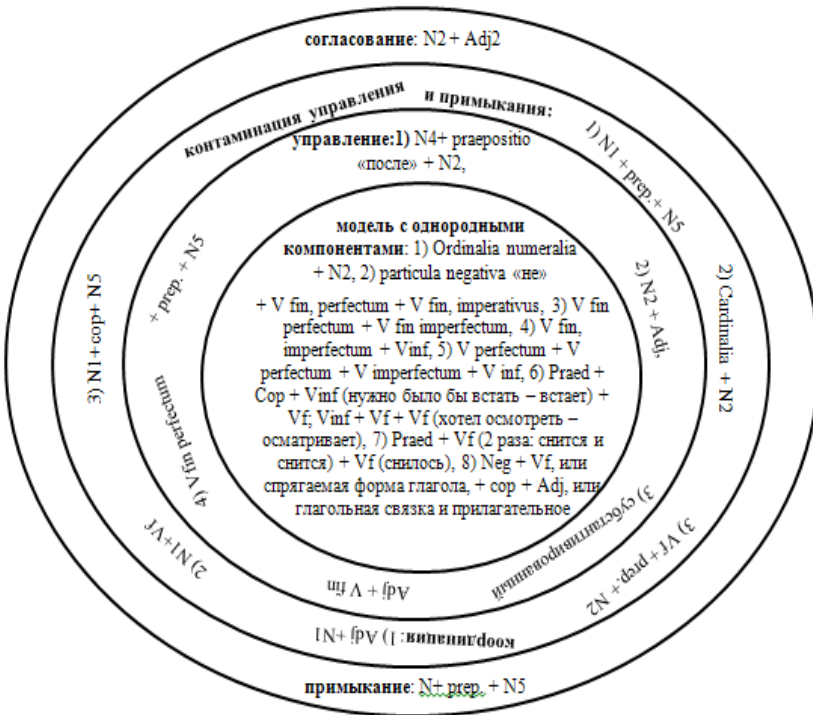 согласование: N2 + Adj2
контаминация управления и примыкания:
1) N1 + prep. + N5
2) Cardinalia + N2
3) Vf + prep. + N2
координация: 1) Adj +N1
2) N1+Vf
3) N1+cop+ N5
управление:1) N4+ praepositio
«после» + N2,
2) N2 + Adj,
3) субстантивированный
Adj + V fin
4) V fin perfectum
+ prep. + N5
модель с однородными
компонентами: 1) Ordinalia numeralia
+ N2, 2) particula negativa «не»
+ V fin, perfectum + V fin, imperativus, 3) V fin
perfectum + V fin imperfectum, 4) V fin,
imperfectum + Vinf, 5) V perfectum + V
perfectum + V imperfectum + V inf, 6) Praed +
Cop + Vinf (нужно было бы встать – встает) +
Vf; Vinf + Vf + Vf (хотел осмотреть –
осматривает), 7) Praed + Vf (2 раза: снится и
снится) + Vf (снилось), 8) Neg + Vf, или
спрягаемая форма глагола, + cop + Adj, или
глагольная связка и прилагательное
примыкание: N+ prep. + N5